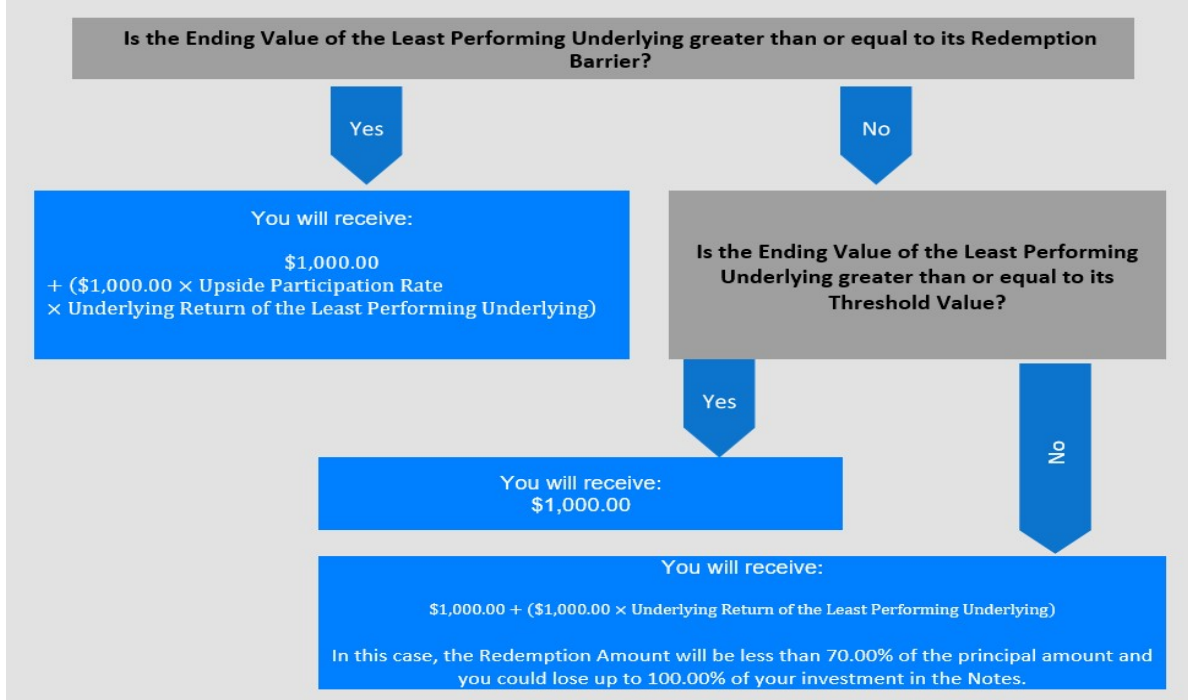 Is the Ending Value of the Least Performing Underlying greater than or equal to its Redemption
Barrier?
Yes
No
You will receive:
$1,000.00
+ ($1,000.00 × Upside Participation Rate
× Underlying Return of the Least Performing Underlying)
Is the Ending Value of the Least Performing
Underlying greater than or equal to its
Threshold Value?
Yes
No
You will receive:
$1,000.00
You will receive:
$1,000.00 + ($1,000.00 × Underlying Return of the Least Performing Underlying)
In this case, the Redemption Amount will be less than 70.00% of the principal amount and
you could lose up to 100.00% of your investment in the Notes.